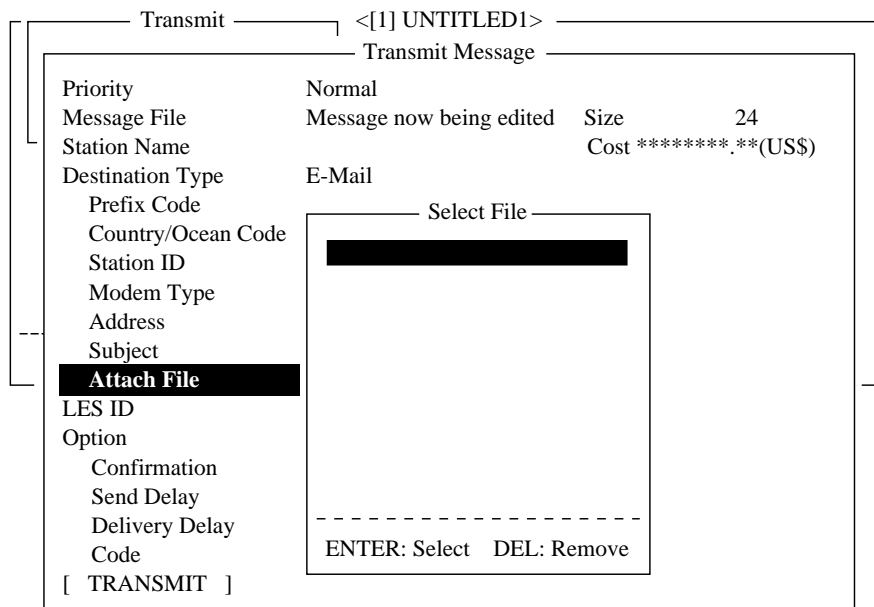 Transmit <[1] UNTITLED1>
Transmit Message
Priority Normal
Message File Message now being edited Size 24
Station Name Cost ********.**(US$)
Destination Type E-Mail
Prefix Code
Select File
Country/Ocean Code
Station ID
Modem Type
Address
Subject
Attach File
LES ID
Option
Confirmation
Send Delay
Delivery Delay
ENTER: Select DEL: Remove
Code
[ TRANSMIT ]